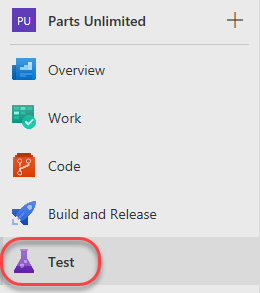 PU Parts Unlimited
Overview
Work
Code
Build and Release
Test